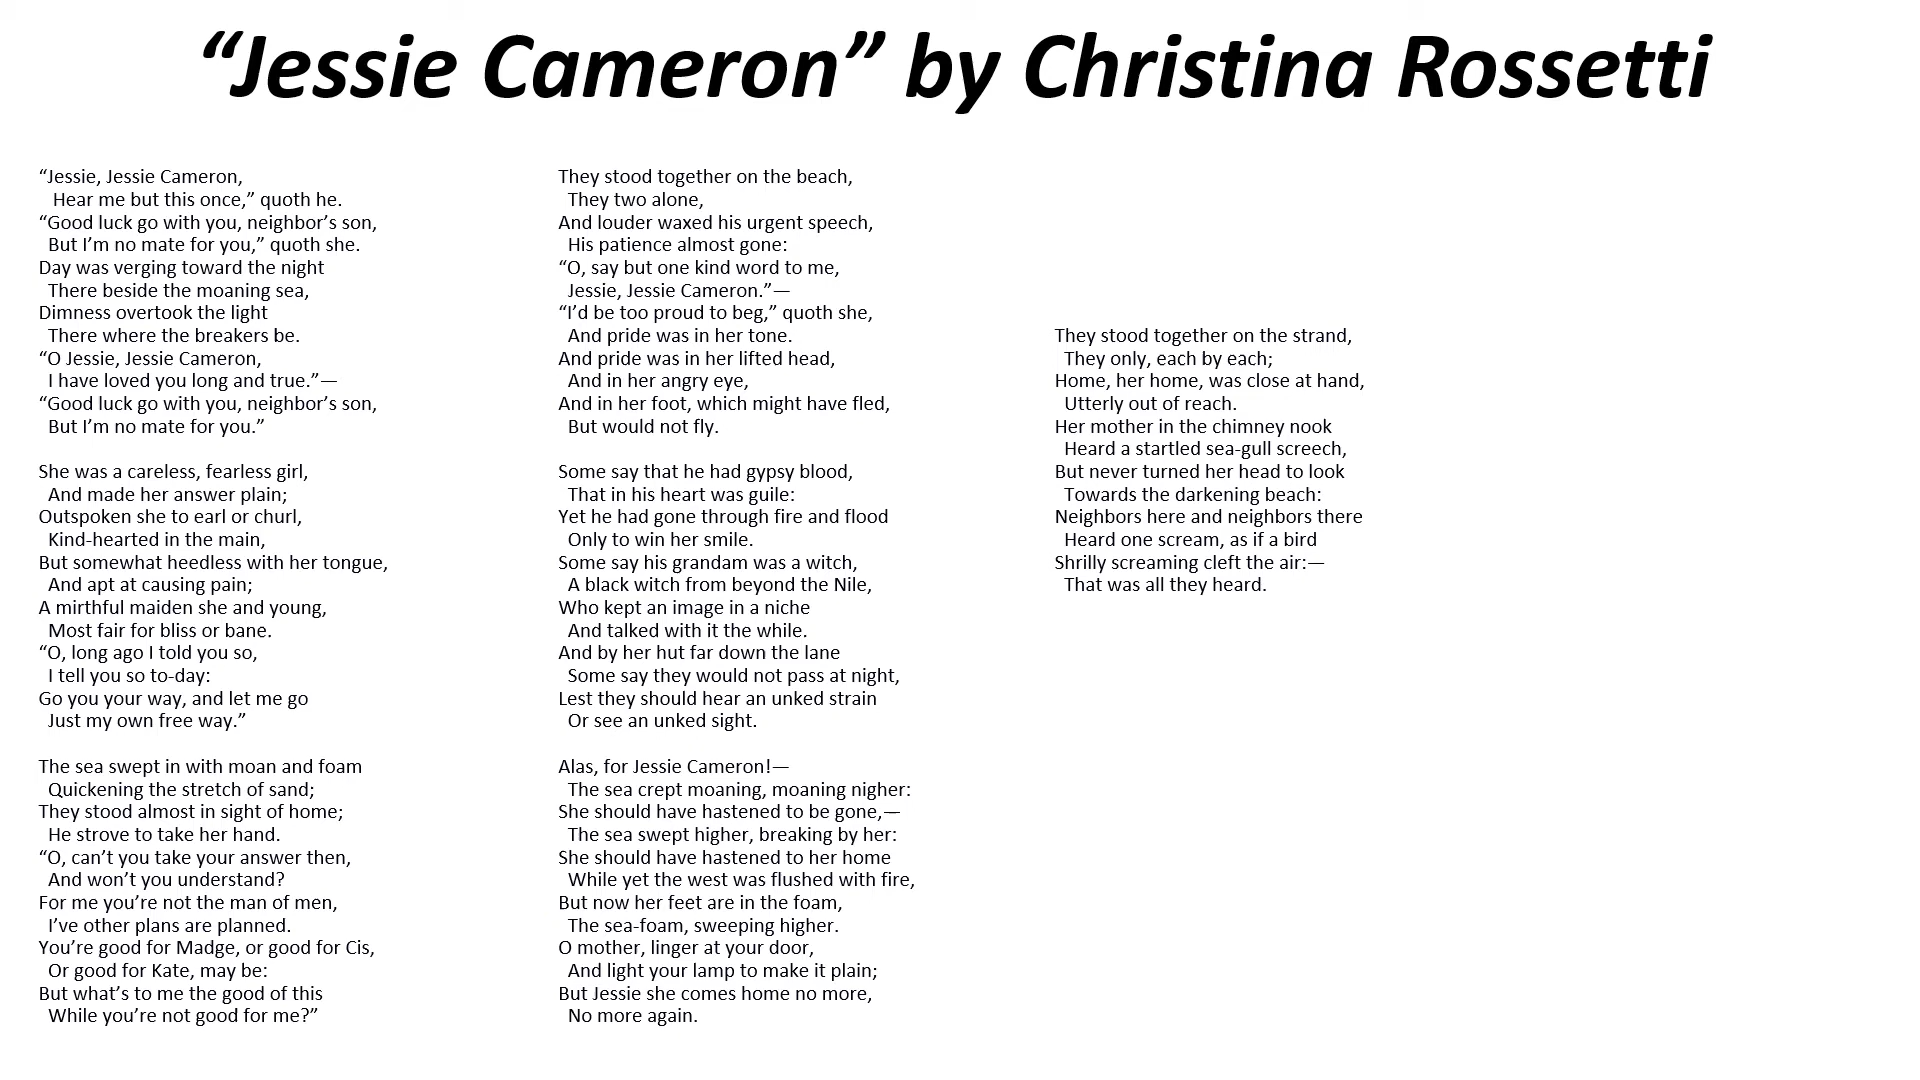 “Jessie Cameron” by Christina Rossetti
“Jessie, Jessie Cameron,
Hear me but this once,” quoth he.
“Good luck go with you, neighbor’s son,
But I’m no mate for you,” quoth she.
Day was verging toward the night
There beside the moaning sea,
Dimness overtook the light
There where the breakers be.
“O Jessie, Jessie Cameron,
I have loved you long and true.”—
“Good luck go with you, neighbor’s son,
But I’m no mate for you.”
She was a careless, fearless girl,
And made her answer plain;
Outspoken she to earl or churl,
Kind-hearted in the main,
But somewhat heedless with her tongue,
And apt at causing pain;
A mirthful maiden she and young,
Most fair for bliss or bane.
“O, long ago I told you so,
I tell you so to-day:
Go you your way, and let me go
Just my own free way.”
The sea swept in with moan and foam
Quickening the stretch of sand;
They stood almost in sight of home;
He strove to take her hand.
“O, can’t you take your answer then,
And won’t you understand?
For me you’re not the man of men,
I’ve other plans are planned.
You’re good for Madge, or good for Cis,
Or good for Kate, may be:
But what’s to me the good of this
While you’re not good for me?”
They stood together on the beach,
They two alone,
And louder waxed his urgent speech,
His patience almost gone:
“O, say but one kind word to me,
Jessie, Jessie Cameron.”—
“I’d be too proud to beg,” quoth she,
And pride was in her tone.
And pride was in her lifted head,
And in her angry eye,
And in her foot, which might have fled,
But would not fly.
Some say that he had gypsy blood,
That in his heart was guile:
Yet he had gone through fire and flood
Only to win her smile.
Some say his grandam was a witch,
A black witch from beyond the Nile,
Who kept an image in a niche
And talked with it the while.
And by her hut far down the lane
Some say they would not pass at night,
Lest they should hear an unked strain
Or see an unked sight.
Alas, for Jessie Cameron!—
The sea crept moaning, moaning nigher:
She should have hastened to be gone,—
The sea swept higher, breaking by her:
She should have hastened to her home
While yet the west was flushed with fire,
But now her feet are in the foam,
The sea-foam, sweeping higher.
O mother, linger at your door,
And light your lamp to make it plain;
But Jessie she comes home no more,
No more again.
They stood together on the strand,
They only, each by each;
Home, her home, was close at hand,
Utterly out of reach.
Her mother in the chimney nook
Heard a startled sea-gull screech,
But never turned her head to look
Towards the darkening beach:
Neighbors here and neighbors there
Heard one scream, as if a bird
Shrilly screaming cleft the air:—
That was all they heard.